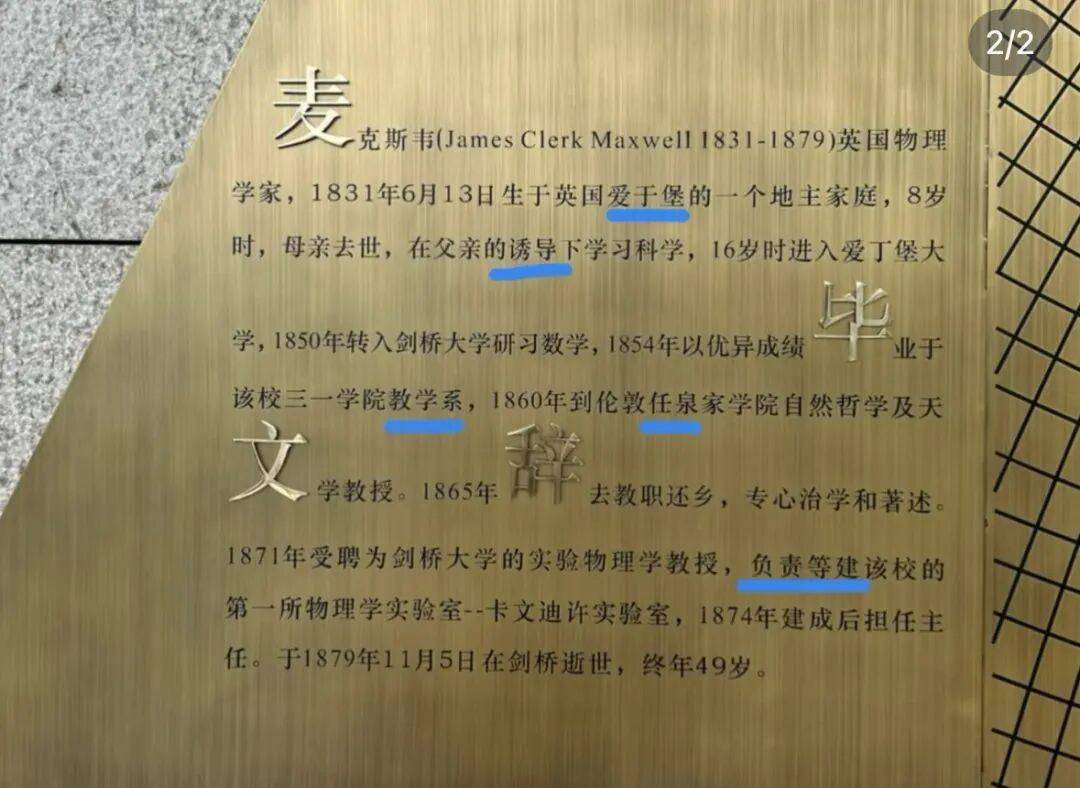 2/2
麦克斯韦(James Clerk Maxwell 1831-1879)英国物理
学家，1831年6月13日生于英国爱于堡的一个地主家庭，8岁
时，母亲去世，在父亲的诱导下学习科学，16岁时进入爱丁堡大
学，1850年转入剑桥大学研习数学，1854年以优异成绩毕业于
该校三一学院教学系，1860年到伦敦任泉家学院自然哲学及天
文学教授。1865年辞去教职还乡，专心治学和著述。
1871年受聘为剑桥大学的实验物理学教授，负责等建该校的
第一所物理学实验室--卡文迪许实验室，1874年建成后担任主
任。于1879年11月5日在剑桥逝世，终年49岁。